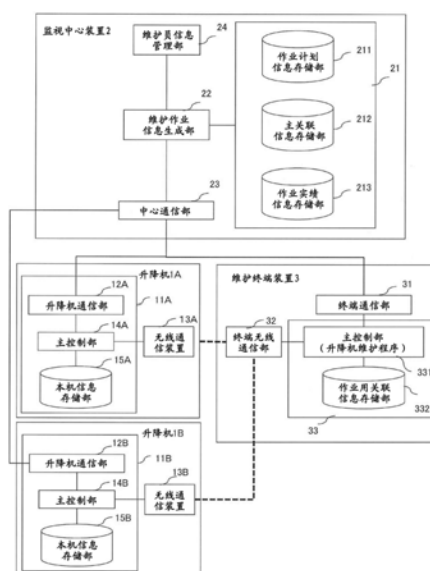 监视中心装置2
维护员信息
管理部
24
作业计划
信息存储部
211
21
维护作业
信息生成部
22
主关联
信息存储部
212
作业实绩
信息存储部
213
23
中心通信部
升降机1A
12A
升降机通信部
11A
14A
主控制部
13A
无线通
信装置
15A
本机信息
存储部
维护终端装置3
31
终端通信部
32
终端无线
通信部
主控制部
(升降机维护程序)
331
作业用关联
信息存储部
332
33
升降机1B
12B
升降机通信部
11B
14B
主控制部
13B
无线通
信装置
15B
本机信息
存储部